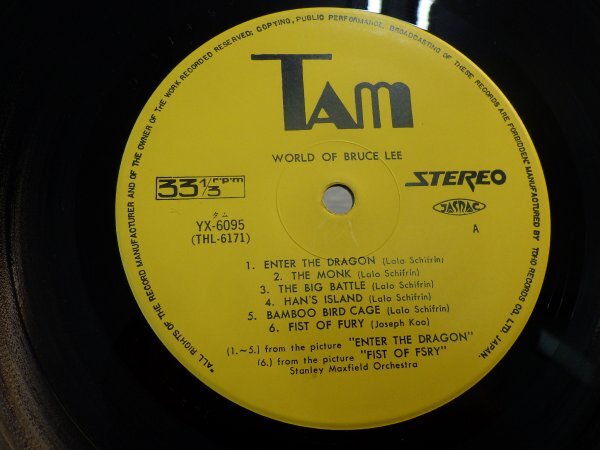 "ALL RIGHTS OF THE RECORD MANUFACTURER AND OF THE OWNER OF THE WORK RECORDED RESERVED; COPYING, PUBLIC PERFORMANCE, BROADCASTING OF THESE RECORDS ARE FORBIDDEN" MANUFACTURED BY TOHO RECORDS CO., LTD. JAPAN.
TAM
WORLD OF BRUCE LEE
33 1/3 r·p·m
STEREO
タム
YX-6095
(THL-6171)
JASRAC
A
1. ENTER THE DRAGON (Lalo Schifrin)
2. THE MONK (Lalo Schifrin)
3. THE BIG BATTLE (Lalo Schifrin)
4. HAN'S ISLAND (Lalo Schifrin)
5. BAMBOO BIRD CAGE (Lalo Schifrin)
6. FIST OF FURY (Joseph Koo)
(1.~5.) from the picture "ENTER THE DRAGON"
(6.) from the picture "FIST OF FSRY"
Stanley Maxfield Orchestra